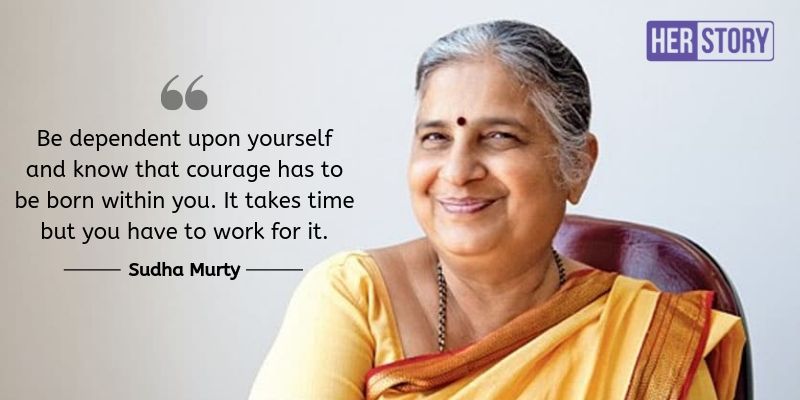 HER STORY
“
Be dependent upon yourself
and know that courage has to
be born within you. It takes time
but you have to work for it.
Sudha Murty